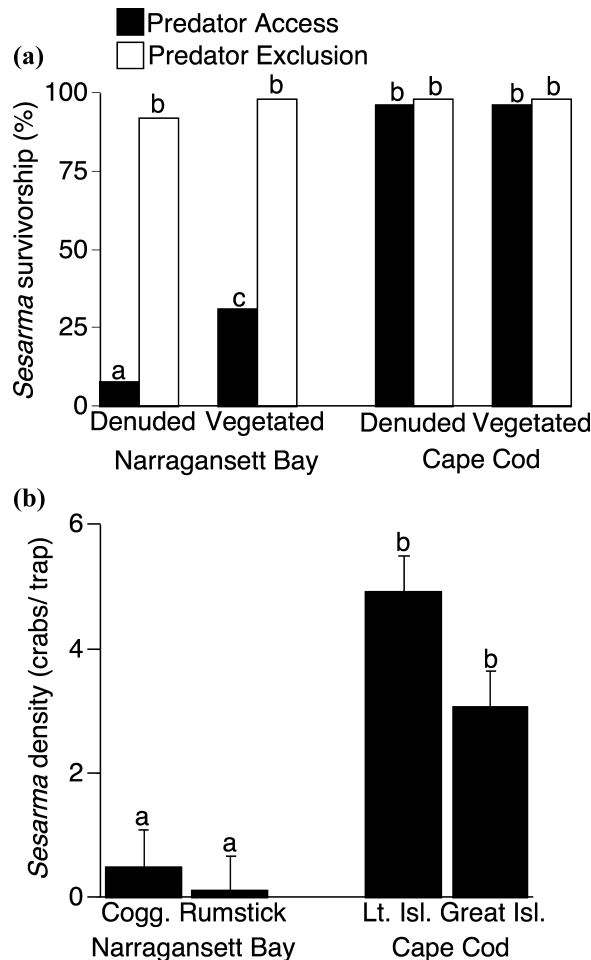 Predator Access
(a)
Predator Exclusion
Sesarma survivorship (%)
100
75
50
25
0
b
b
b b
b b
a
c
Denuded Vegetated Denuded Vegetated
Narragansett Bay Cape Cod
(b)
Sesarma density (crabs/ trap)
6
4
2
0
b
b
a
a
Cogg. Rumstick Lt. Isl. Great Isl.
Narragansett Bay Cape Cod